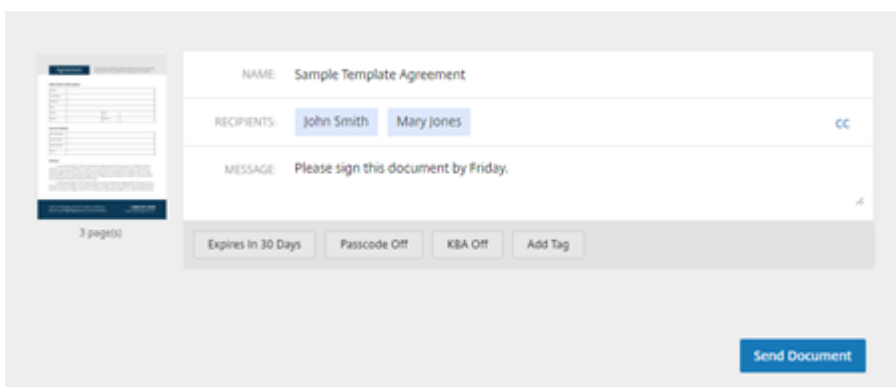 Agreement
NAME: Sample Template Agreement
RECIPIENTS: John Smith Mary Jones CC
MESSAGE: Please sign this document by Friday.
3 page(s)
Expires In 30 Days Passcode Off KBA Off Add Tag
Send Document